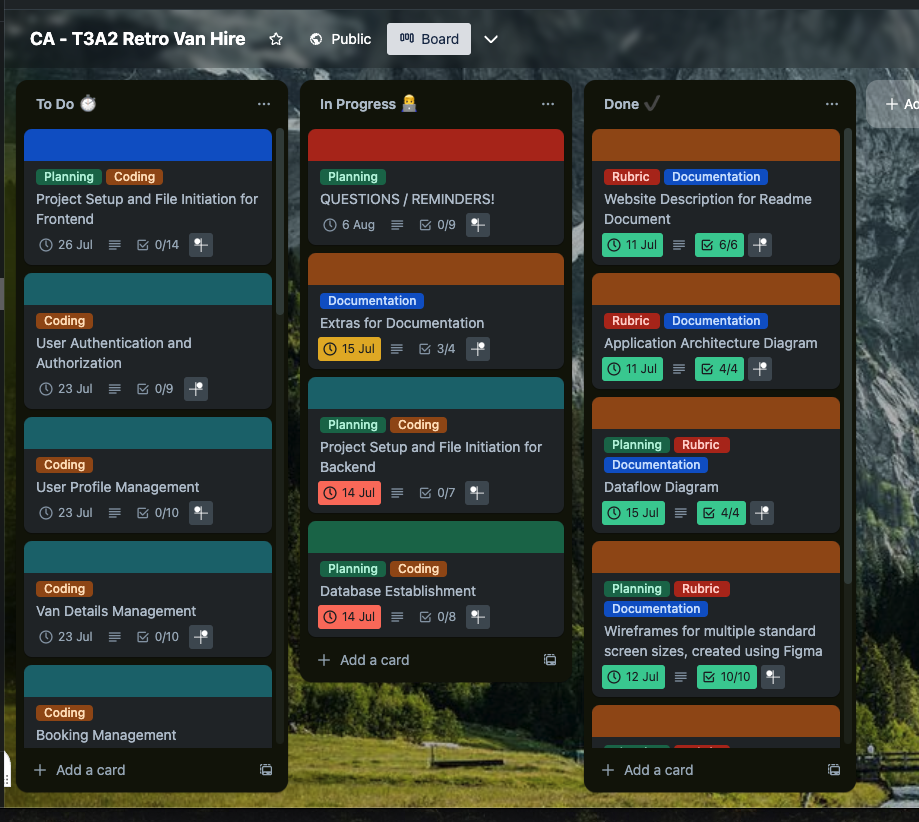 CA - T3A2 Retro Van Hire
Public
Board
To Do
Planning Coding
Project Setup and File Initiation for
Frontend
26 Jul 0/14
Coding
User Authentication and
Authorization
23 Jul 0/9
Coding
User Profile Management
23 Jul 0/10
Coding
Van Details Management
23 Jul 0/10
Coding
Booking Management
+ Add a card
In Progress
Planning
QUESTIONS / REMINDERS!
6 Aug 0/9
Documentation
Extras for Documentation
15 Jul 3/4
Planning Coding
Project Setup and File Initiation for
Backend
14 Jul 0/7
Planning Coding
Database Establishment
14 Jul 0/8
+ Add a card
Done
Rubric Documentation
Website Description for Readme
Document
11 Jul 6/6
Rubric Documentation
Application Architecture Diagram
11 Jul 4/4
Planning Rubric
Documentation
Dataflow Diagram
15 Jul 4/4
Planning Rubric
Documentation
Wireframes for multiple standard
screen sizes, created using Figma
12 Jul 10/10
+ Add a card